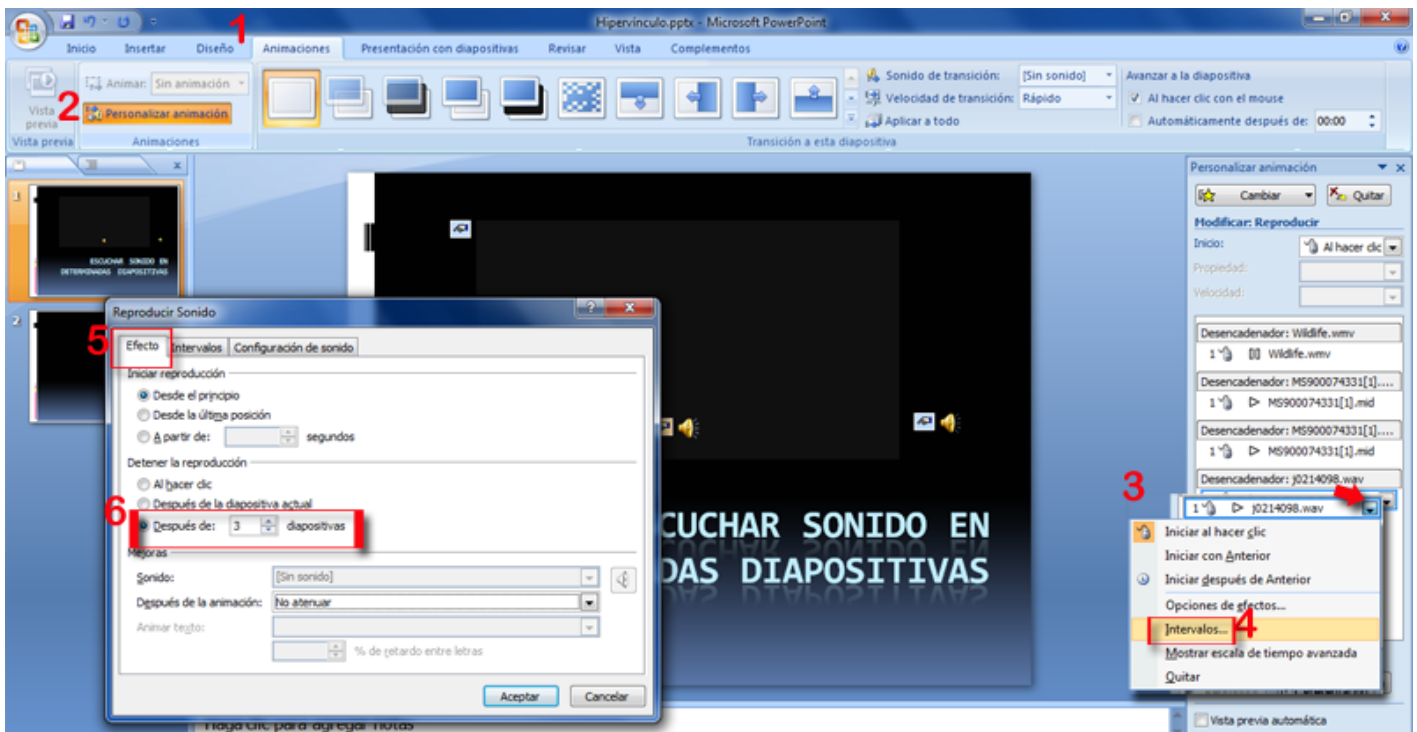 Hipervinculo.pptx - Microsoft PowerPoint
1
Inicio Insertar Diseño Animaciones Presentación con diapositivas Revisar Vista Complementos
Vista previa
2
Animar: Sin animación
Personalizar animación
Sonido de transición: [Sin sonido]
Velocidad de transición: Rápido
Aplicar a todo
Avanzar a la diapositiva
Al hacer clic con el mouse
Automáticamente después de: 00:00
Vista previa Animaciones Transición a esta diapositiva
1
ESCUCHAR SONIDO EN
DETERMINADAS DIAPOSITIVAS
2
Reproducir Sonido
5
Efecto Intervalos Configuración de sonido
Iniciar reproducción
Desde el principio
Desde la última posición
A partir de: segundos
Detener la reproducción
Al hacer clic
Después de la diapositiva actual
6
Después de: 3 diapositivas
Mejoras
Sonido: [Sin sonido]
Después de la animación: No atenuar
Animar texto:
% de retardo entre letras
Aceptar Cancelar
CUCHAR SONIDO EN
DAS DIAPOSITIVAS
Haga clic para agregar notas
Personalizar animación
Cambiar Quitar
Modificar: Reproducir
Inicio: Al hacer clic
Propiedad:
Velocidad:
Desencadenador: Wildlife.wmv
1 Wildlife.wmv
Desencadenador: MS900074331[1]....
1 MS900074331[1].mid
Desencadenador: MS900074331[1]....
1 MS900074331[1].mid
Desencadenador: j0214098.wav
3
1 j0214098.wav
Iniciar al hacer clic
Iniciar con Anterior
Iniciar después de Anterior
Opciones de efectos...
Intervalos...
4
Mostrar escala de tiempo avanzada
Quitar
Vista previa automática